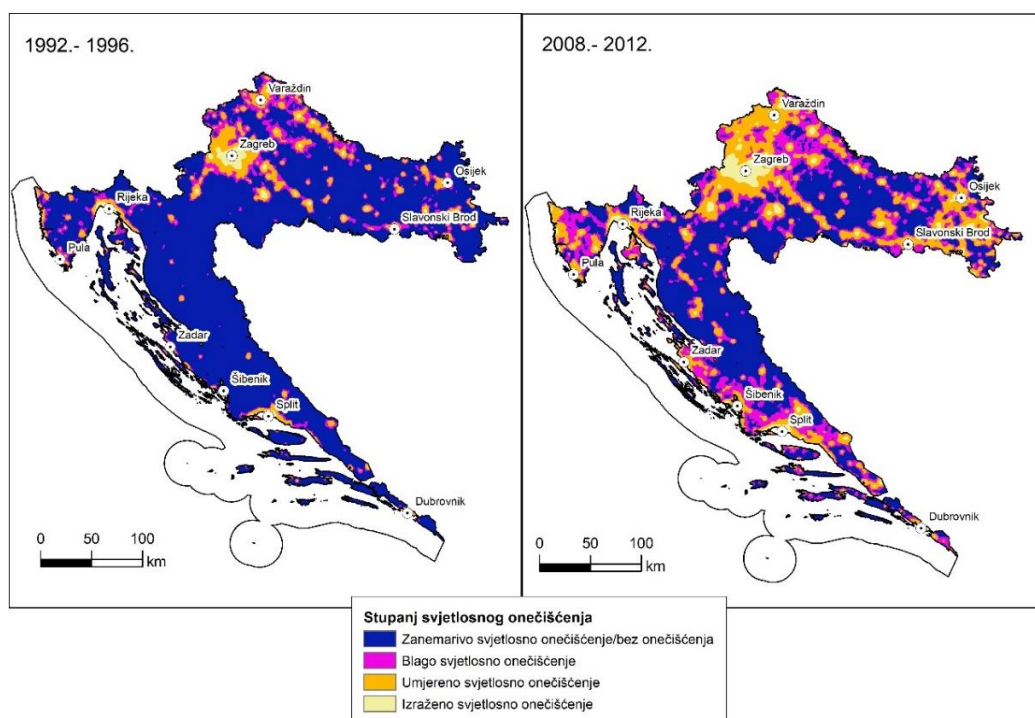 1992.- 1996.
Varaždin
Zagreb
Osijek
Rijeka
Slavonski Brod
Pula
Zadar
Šibenik
Split
Dubrovnik
0 50 100
km
2008.- 2012.
Varaždin
Zagreb
Osijek
Rijeka
Slavonski Brod
Pula
Zadar
Šibenik
Split
Dubrovnik
0 50 100
km
Stupanj svjetlosnog onečišćenja
Zanemarivo svjetlosno onečišćenje/bez onečišćenja
Blago svjetlosno onečišćenje
Umjereno svjetlosno onečišćenje
Izraženo svjetlosno onečišćenje